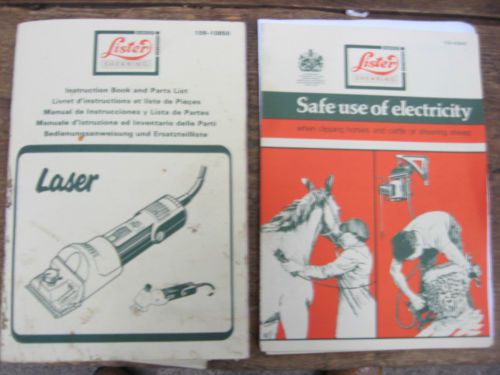 Lister
SHEARING
109-10850
Instruction Book and Parts List
Livret d'instructions et liste de Pièces
Manual de Instrucciones y Lista de Partes
Manuale d'istruzione ed inventario delle Parti
Bedienungsanweisung und Ersatzteilliste
Laser
Lister
SHEARING
Safe use of electricity
when clipping horses and cattle or shearing sheep